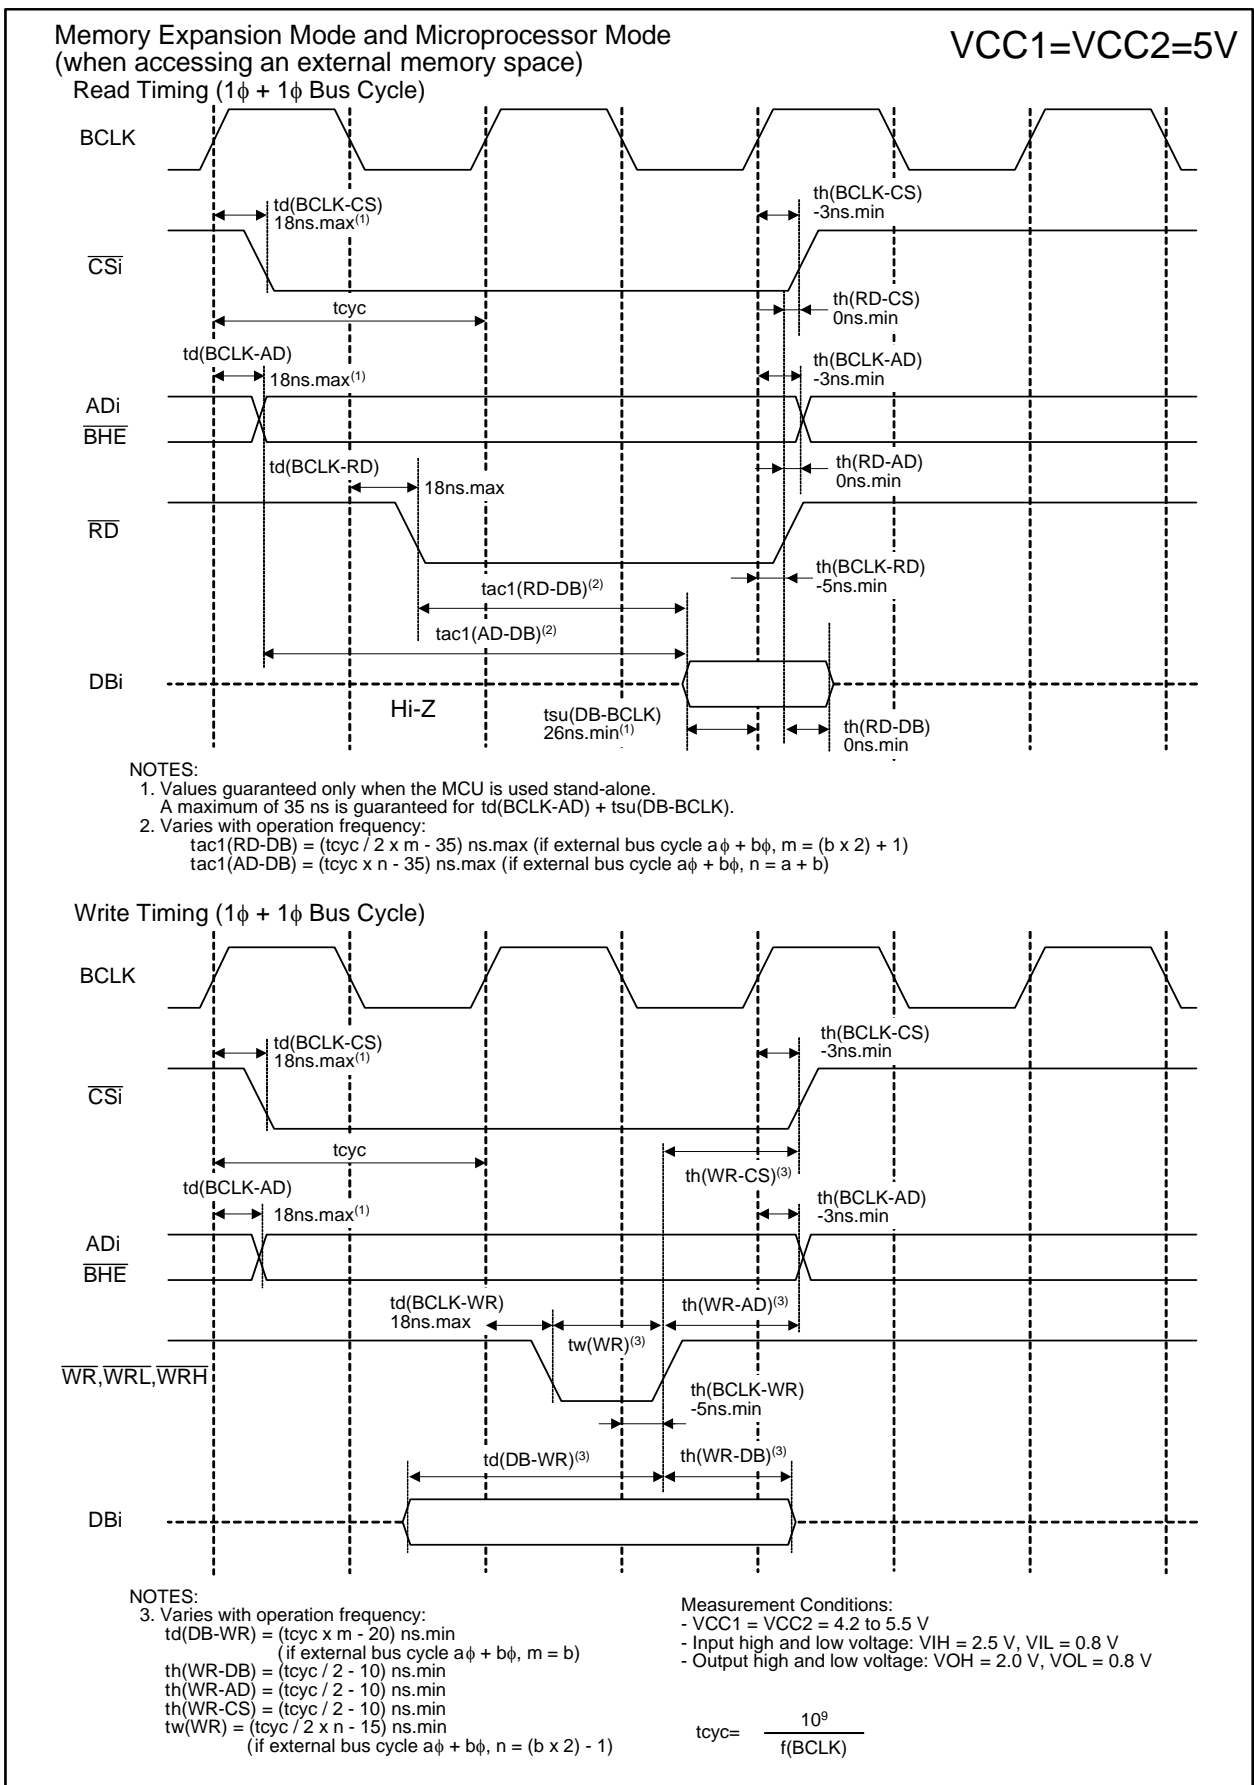 Memory Expansion Mode and Microprocessor Mode
(when accessing an external memory space)
VCC1=VCC2=5V
Read Timing (1ϕ + 1ϕ Bus Cycle)
BCLK
td(BCLK-CS)
18ns.max(1)
th(BCLK-CS)
-3ns.min
CSi
tcyc
th(RD-CS)
0ns.min
td(BCLK-AD)
18ns.max(1)
th(BCLK-AD)
-3ns.min
ADi
BHE
td(BCLK-RD)
18ns.max
th(RD-AD)
0ns.min
RD
th(BCLK-RD)
-5ns.min
tac1(RD-DB)(2)
tac1(AD-DB)(2)
DBi
Hi-Z
tsu(DB-BCLK)
26ns.min(1)
th(RD-DB)
0ns.min
NOTES:
1. Values guaranteed only when the MCU is used stand-alone.
A maximum of 35 ns is guaranteed for td(BCLK-AD) + tsu(DB-BCLK).
2. Varies with operation frequency:
tac1(RD-DB) = (tcyc / 2 x m - 35) ns.max (if external bus cycle aϕ + bϕ, m = (b x 2) + 1)
tac1(AD-DB) = (tcyc x n - 35) ns.max (if external bus cycle aϕ + bϕ, n = a + b)
Write Timing (1ϕ + 1ϕ Bus Cycle)
BCLK
td(BCLK-CS)
18ns.max(1)
th(BCLK-CS)
-3ns.min
CSi
tcyc
th(WR-CS)(3)
td(BCLK-AD)
18ns.max(1)
th(BCLK-AD)
-3ns.min
ADi
BHE
td(BCLK-WR)
18ns.max
tw(WR)(3)
th(WR-AD)(3)
WR,WRL,WRH
th(BCLK-WR)
-5ns.min
td(DB-WR)(3)
th(WR-DB)(3)
DBi
NOTES:
3. Varies with operation frequency:
td(DB-WR) = (tcyc x m - 20) ns.min
(if external bus cycle aϕ + bϕ, m = b)
th(WR-DB) = (tcyc / 2 - 10) ns.min
th(WR-AD) = (tcyc / 2 - 10) ns.min
th(WR-CS) = (tcyc / 2 - 10) ns.min
tw(WR) = (tcyc / 2 x n - 15) ns.min
(if external bus cycle aϕ + bϕ, n = (b x 2) - 1)
Measurement Conditions:
- VCC1 = VCC2 = 4.2 to 5.5 V
- Input high and low voltage: VIH = 2.5 V, VIL = 0.8 V
- Output high and low voltage: VOH = 2.0 V, VOL = 0.8 V
tcyc=
10⁹
f(BCLK)